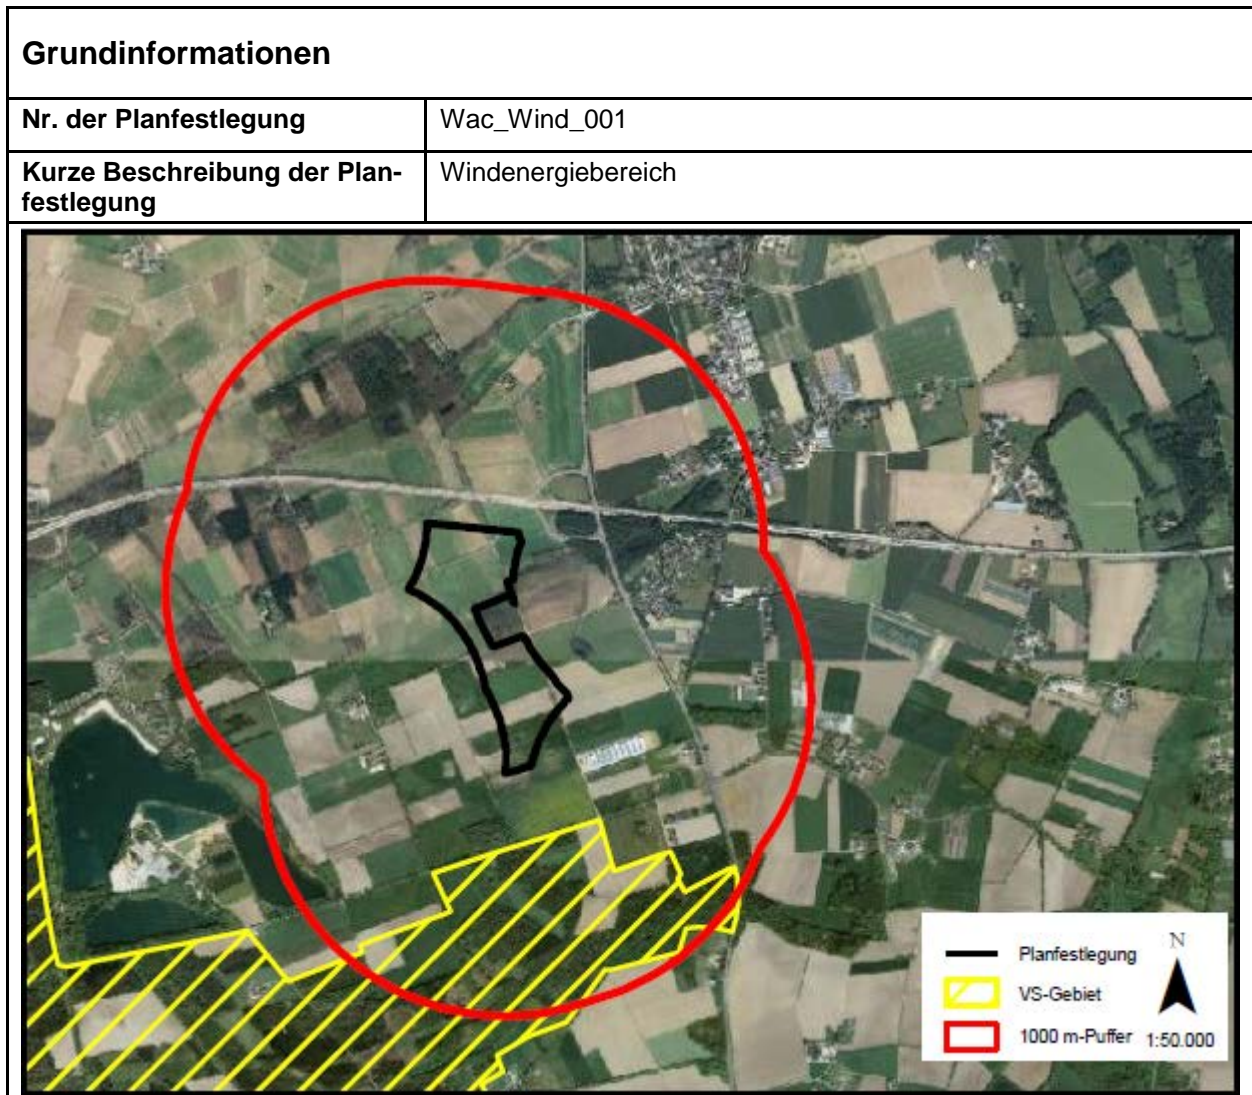 Grundinformationen
Nr. der Planfestlegung
Wac_Wind_001
Kurze Beschreibung der Plan-
festlegung
Windenergiebereich
Planfestlegung
VS-Gebiet
1000 m-Puffer
N
1:50.000